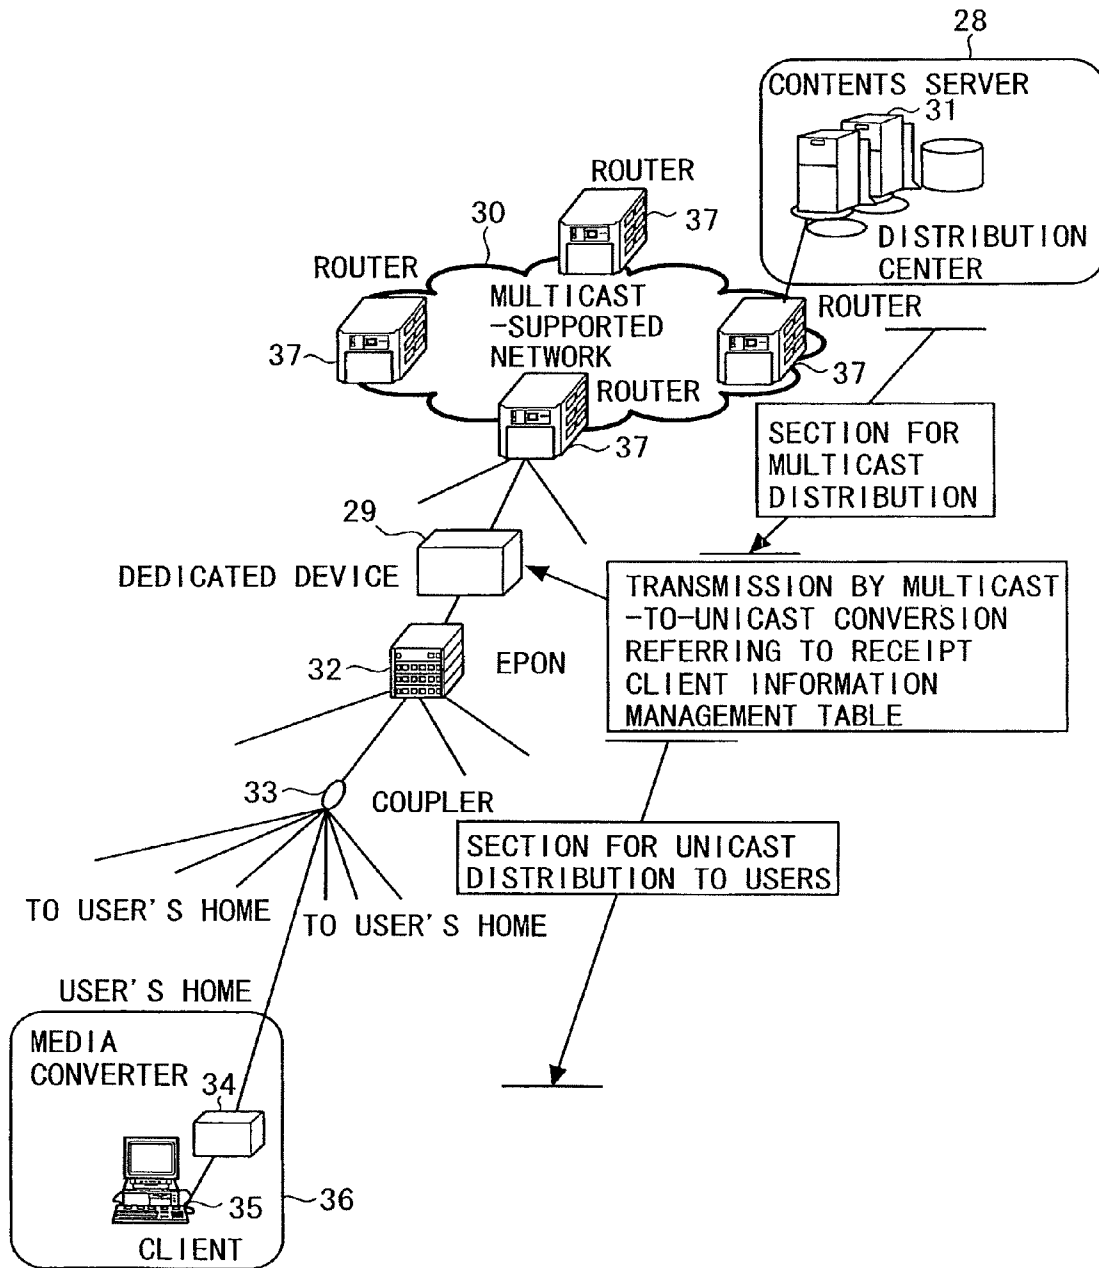 28
CONTENTS SERVER
31
DISTRIBUTION
CENTER
ROUTER
37
30
ROUTER
MULTICAST
-SUPPORTED
NETWORK
37
ROUTER
37
ROUTER
37
SECTION FOR
MULTICAST
DISTRIBUTION
29
DEDICATED DEVICE
TRANSMISSION BY MULTICAST
-TO-UNICAST CONVERSION
REFERRING TO RECEIPT
CLIENT INFORMATION
MANAGEMENT TABLE
32
EPON
33
COUPLER
SECTION FOR UNICAST
DISTRIBUTION TO USERS
TO USER'S HOME
TO USER'S HOME
USER'S HOME
MEDIA
CONVERTER
34
35
36
CLIENT